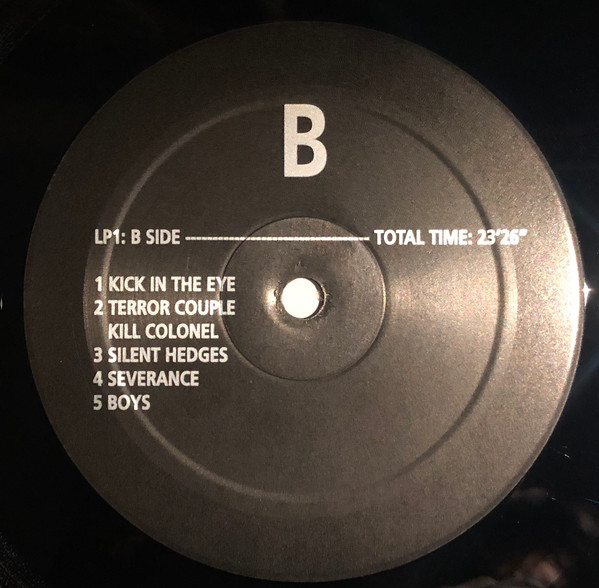 B
LP1: B SIDE ------------------------------------ TOTAL TIME: 23'26"
1 KICK IN THE EYE
2 TERROR COUPLE
KILL COLONEL
3 SILENT HEDGES
4 SEVERANCE
5 BOYS